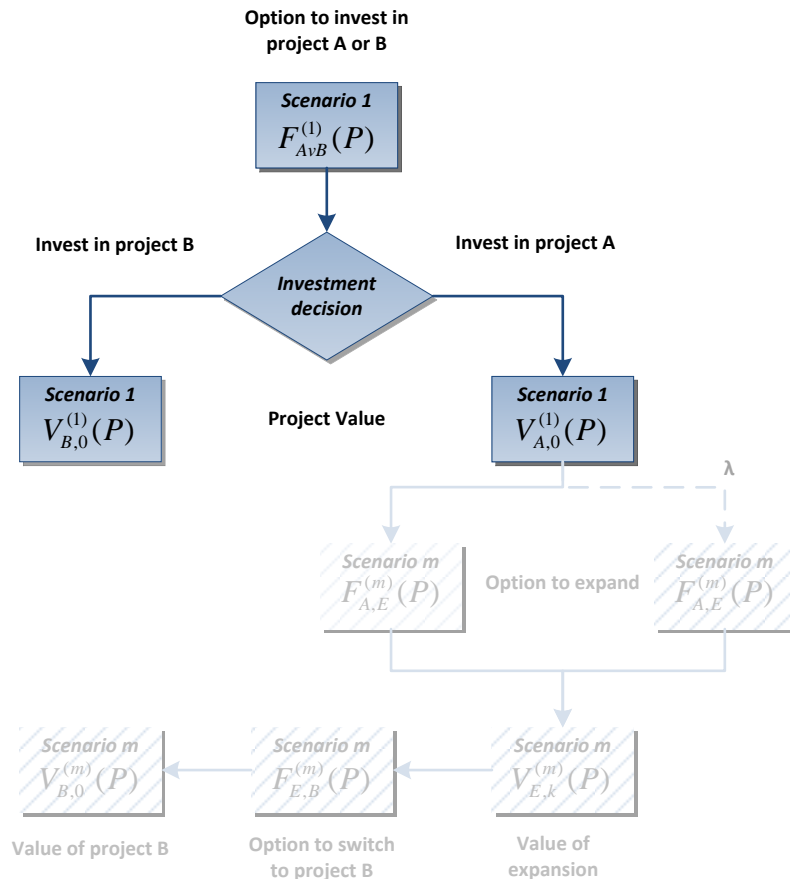 Option to invest in
project A or B
Scenario 1
F_{AvB}^{(1)}(P)
Invest in project B
Invest in project A
Investment
decision
Scenario 1
V_{B,0}^{(1)}(P)
Project Value
Scenario 1
V_{A,0}^{(1)}(P)
λ
Scenario m
F_{A,E}^{(m)}(P)
Option to expand
Scenario m
F_{A,E}^{(m)}(P)
Scenario m
V_{B,0}^{(m)}(P)
Scenario m
F_{E,B}^{(m)}(P)
Scenario m
V_{E,k}^{(m)}(P)
Value of project B
Option to switch
to project B
Value of
expansion